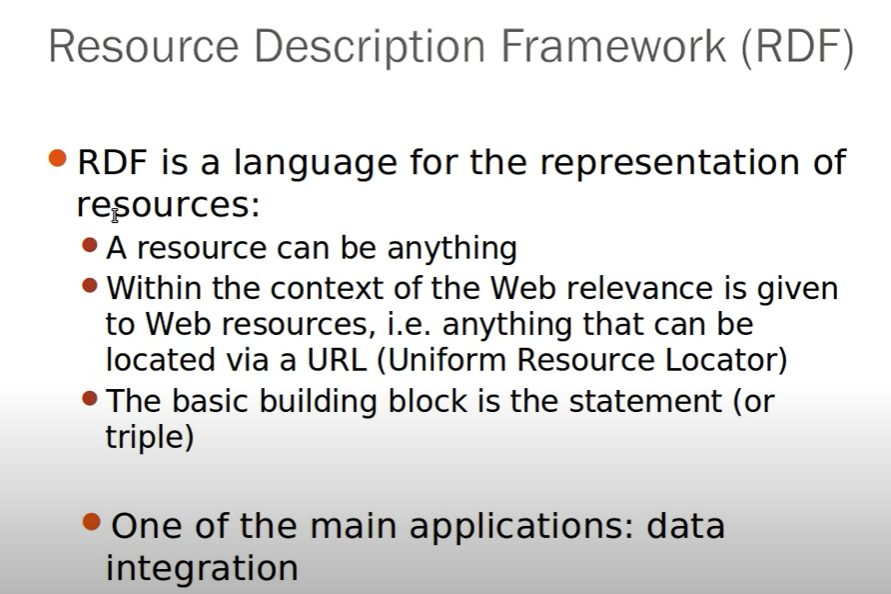 Resource Description Framework (RDF)
RDF is a language for the representation of
resources:
A resource can be anything
Within the context of the Web relevance is given
to Web resources, i.e. anything that can be
located via a URL (Uniform Resource Locator)
The basic building block is the statement (or
triple)
One of the main applications: data
integration